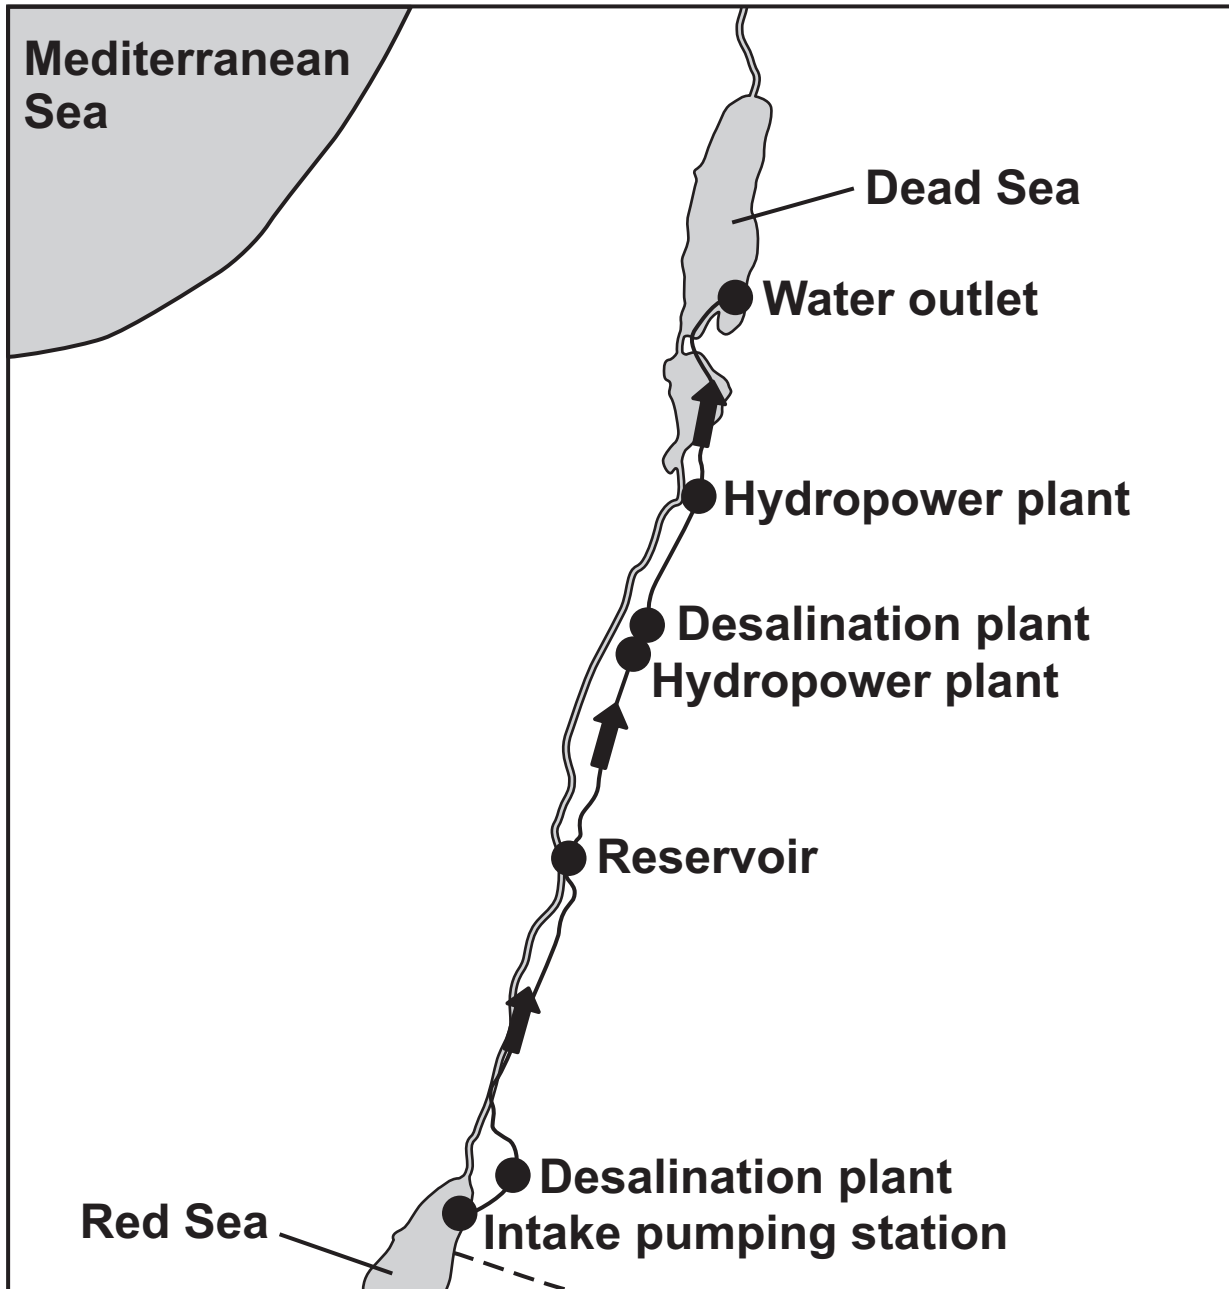 Mediterranean
Sea
Dead Sea
Water outlet
Hydropower plant
Desalination plant
Hydropower plant
Reservoir
Desalination plant
Red Sea
Intake pumping station